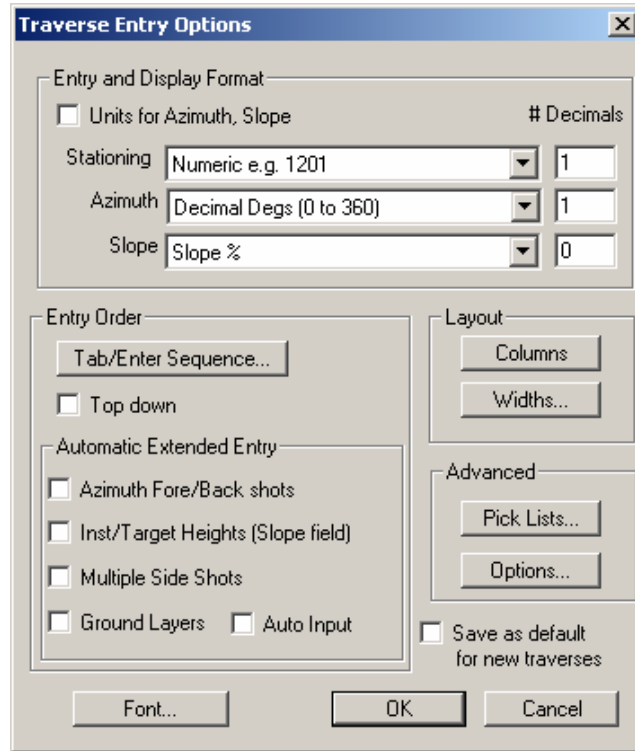 Traverse Entry Options
Entry and Display Format
Units for Azimuth, Slope
# Decimals
Stationing Numeric e.g. 1201 1
Azimuth Decimal Degs (0 to 360) 1
Slope Slope % 0
Entry Order
Tab/Enter Sequence...
Top down
Automatic Extended Entry
Azimuth Fore/Back shots
Inst/Target Heights (Slope field)
Multiple Side Shots
Ground Layers Auto Input
Layout
Columns
Widths...
Advanced
Pick Lists...
Options...
Save as default
for new traverses
Font... OK Cancel